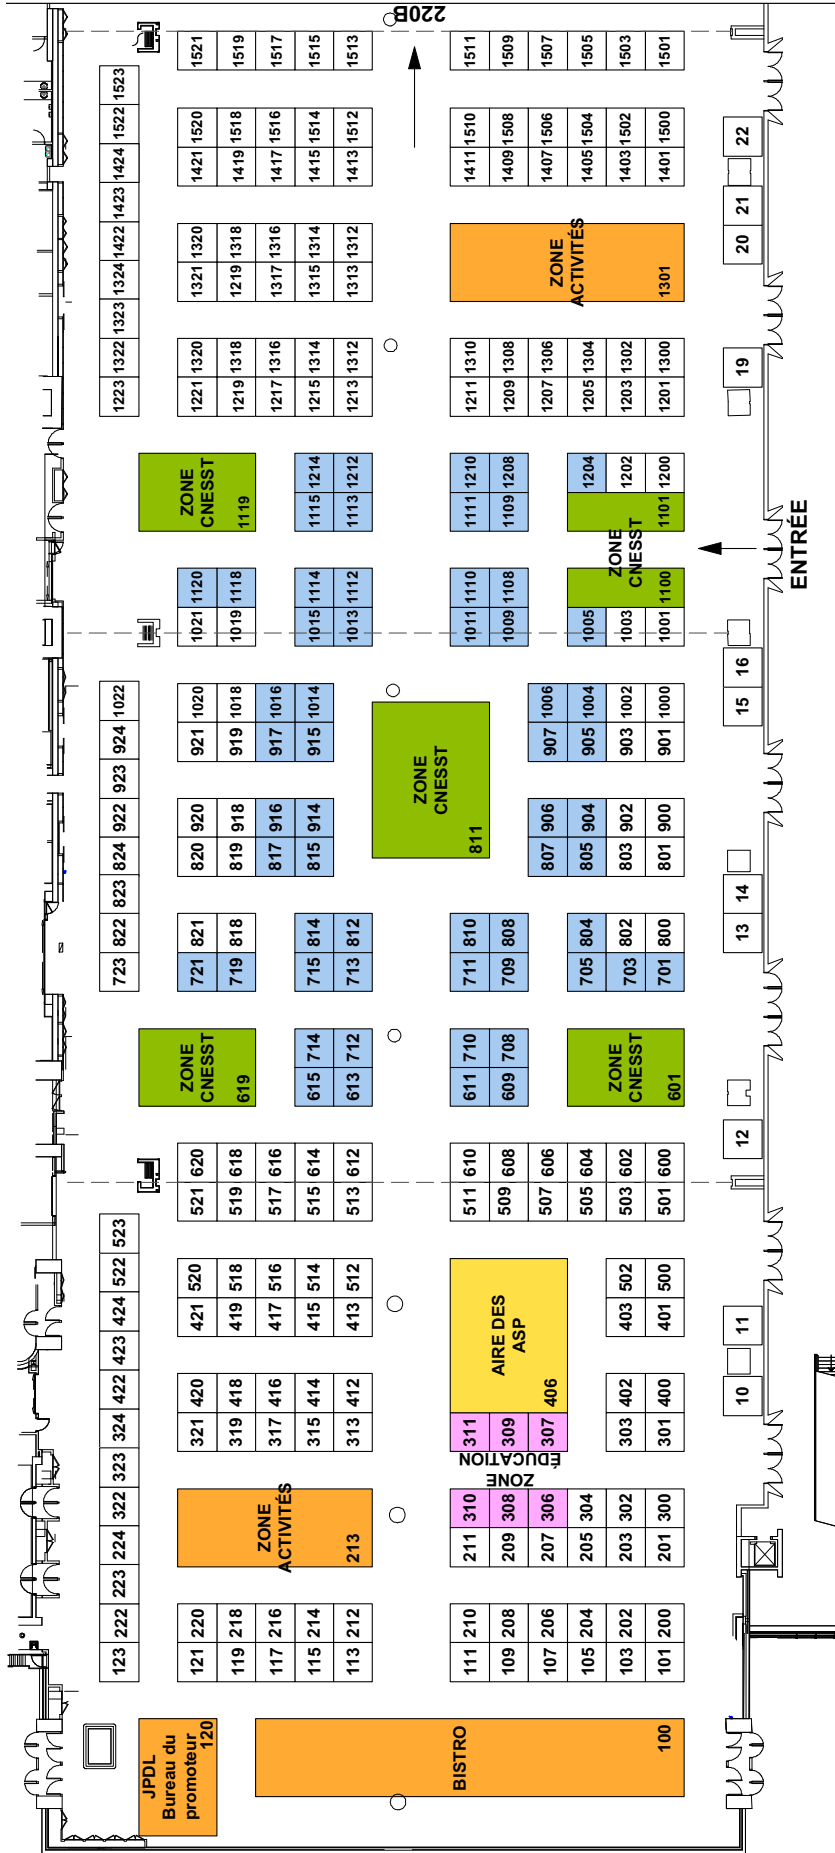 220B
1521 1519 1517 1515 1513 1511 1509 1507 1505 1503 1501
1523
1522 1520 1518 1516 1514 1512 1510 1508 1506 1504 1502 1500 22
1424 1421 1419 1417 1415 1413 1411 1409 1407 1405 1403 1401
1423 21
1422 1320 1318 1316 1314 1312 20
ZONE
ACTIVITÉS
1301
1324 1321 1219 1317 1315 1313
1323
1322 1320 1318 1316 1314 1312 1310 1308 1306 1304 1302 1300 19
1223 1221 1219 1217 1215 1213 1211 1209 1207 1205 1203 1201
ZONE
CNESST
1119
1214 1212 1210 1208 1204 1202 1200
1115 1113 1111 1109 1101
ZONE
CNESST
ENTRÉE
1120 1118 1114 1112 1110 1108 1100
1021 1019 1015 1013 1011 1009 1005 1003 1001
16
1022 1020 1018 1016 1014 1006 1004 1002 1000 15
924 921 919 917 915 907 905 903 901
ZONE
CNESST
811
923
922 920 918 916 914 906 904 902 900
824 820 819 817 815 807 805 803 801
823 14
822 821 818 814 812 810 808 804 802 800 13
723 721 719 715 713 711 709 705 703 701
ZONE
CNESST
619
714 712 710 708
615 613 611 609
ZONE
CNESST
601
620 618 616 614 612 610 608 606 604 602 600 12
521 519 517 515 513 511 509 507 505 503 501
523
522 520 518 516 514 512 502 500
424 421 419 417 415 413 403 401 11
AIRE DES
ASP
406
423
422 420 418 416 414 412 402 400 10
324 321 319 317 315 313 311 309 307 303 301
ZONE
ÉDUCATION
323
322 310 308 306 304 302 300
ZONE
ACTIVITÉS
213
224 211 209 207 205 203 201
223
222 220 218 216 214 212 210 208 206 204 202 200
123 121 119 117 115 113 111 109 107 105 103 101
JPDL
Bureau du
promoteur
120
BISTRO
100